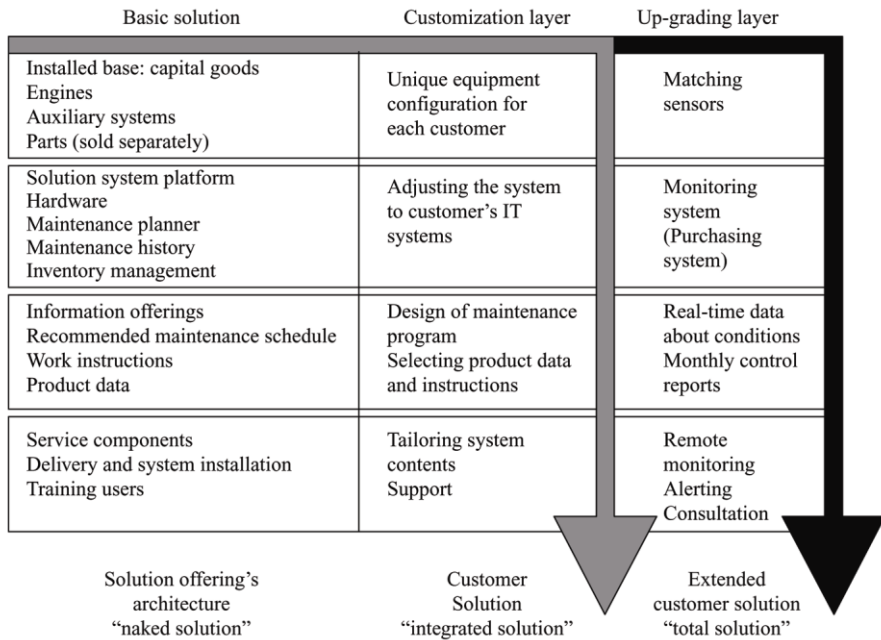 Basic solution
Customization layer
Up-grading layer
Installed base: capital goods
Engines
Auxiliary systems
Parts (sold separately)
Unique equipment
configuration for
each customer
Matching
sensors
Solution system platform
Hardware
Maintenance planner
Maintenance history
Inventory management
Adjusting the system
to customer’s IT
systems
Monitoring
system
(Purchasing
system)
Information offerings
Recommended maintenance schedule
Work instructions
Product data
Design of maintenance
program
Selecting product data
and instructions
Real-time data
about conditions
Monthly control
reports
Service components
Delivery and system installation
Training users
Tailoring system
contents
Support
Remote
monitoring
Alerting
Consultation
Solution offering’s
architecture
“naked solution”
Customer
Solution
“integrated solution”
Extended
customer solution
“total solution”